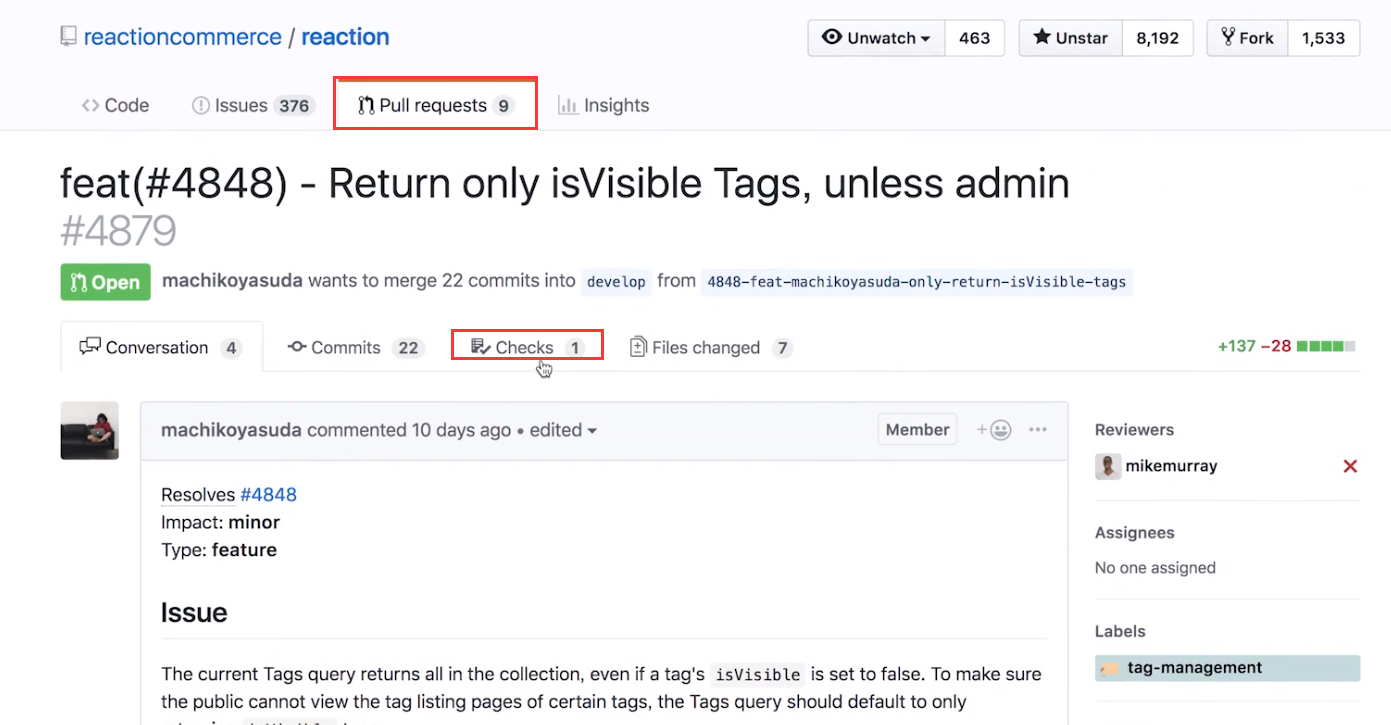 reactioncommerce / reaction
Unwatch 463
Unstar 8,192
Fork 1,533
Code
Issues 376
Pull requests 9
Insights
feat(#4848) - Return only isVisible Tags, unless admin
#4879
Open machikoyasuda wants to merge 22 commits into develop from 4848-feat-machikoyasuda-only-return-isVisible-tags
Conversation 4
Commits 22
Checks 1
Files changed 7
+137 −28
machikoyasuda commented 10 days ago • edited
Member
Resolves #4848
Impact: minor
Type: feature
Issue
The current Tags query returns all in the collection, even if a tag's isVisible is set to false. To make sure
the public cannot view the tag listing pages of certain tags, the Tags query should default to only
Reviewers
mikemurray
Assignees
No one assigned
Labels
tag-management